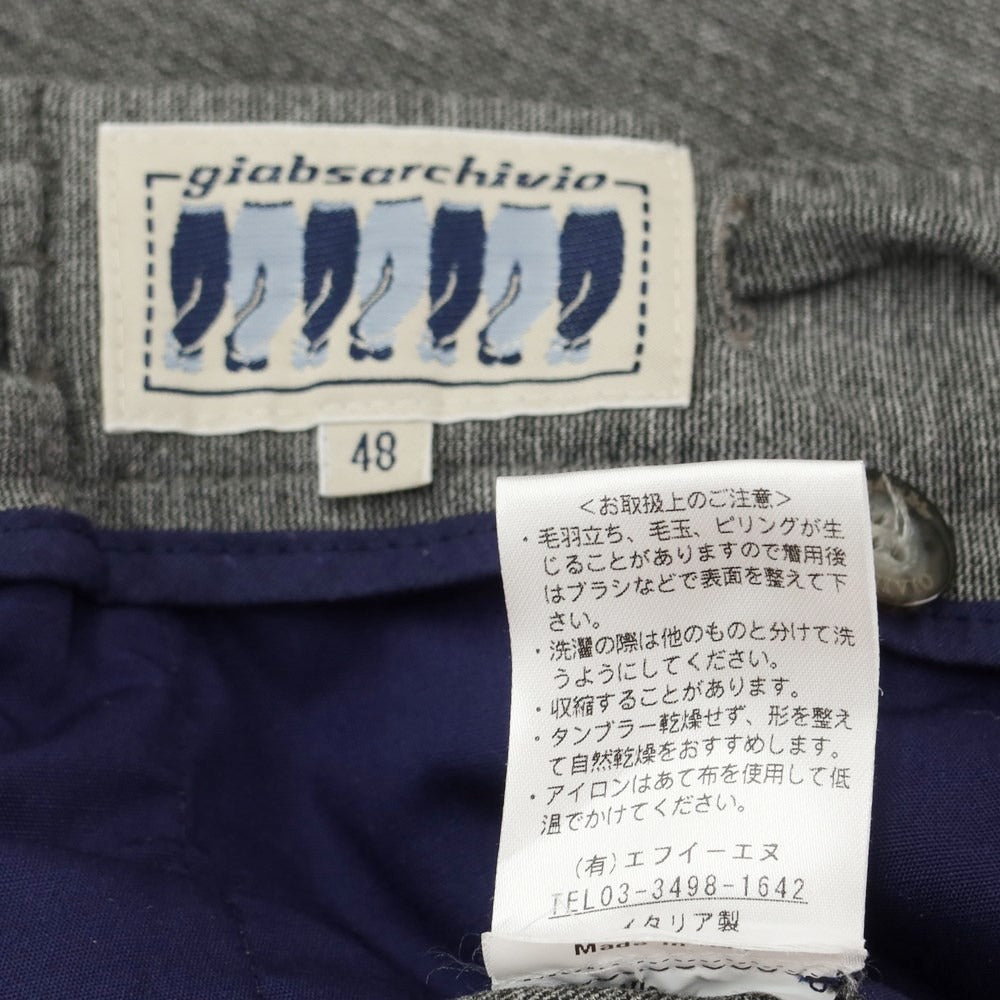 giabsarchivio
48
<お取扱上のご注意>
・毛羽立ち、毛玉、ピリングが生
じることがありますので着用後
はブラシなどで表面を整えて下
さい。
・洗濯の際は他のものと分けて洗
うようにしてください。
・収縮することがあります。
・タンブラー乾燥せず、形を整え
て自然乾燥をおすすめします。
・アイロンはあて布を使用して低
温でかけてください。
(有)エフイーエヌ
TEL03-3498-1642
イタリア製
Made in